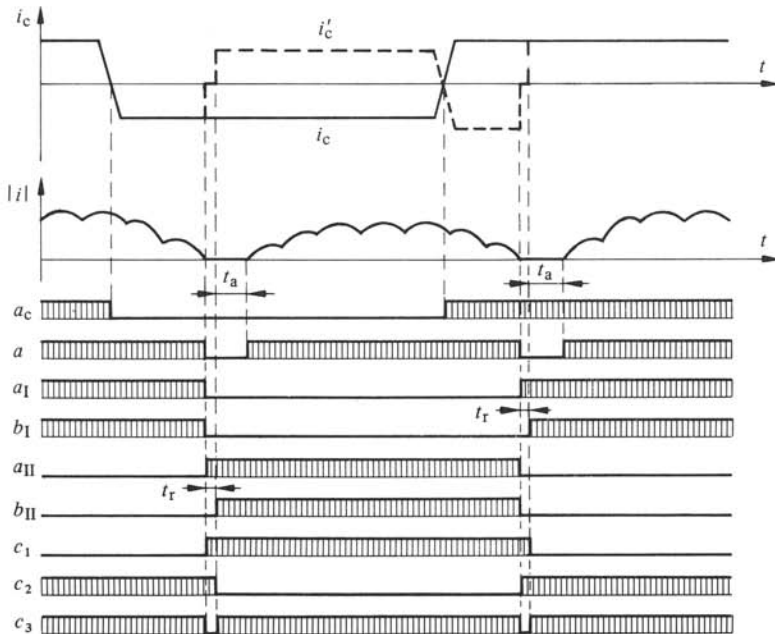 i_c
i'_c
t
i_c
|i|
t
t_a
t_a
a_c
a
a_I
t_r
b_I
a_II
t_r
b_II
c_1
c_2
c_3